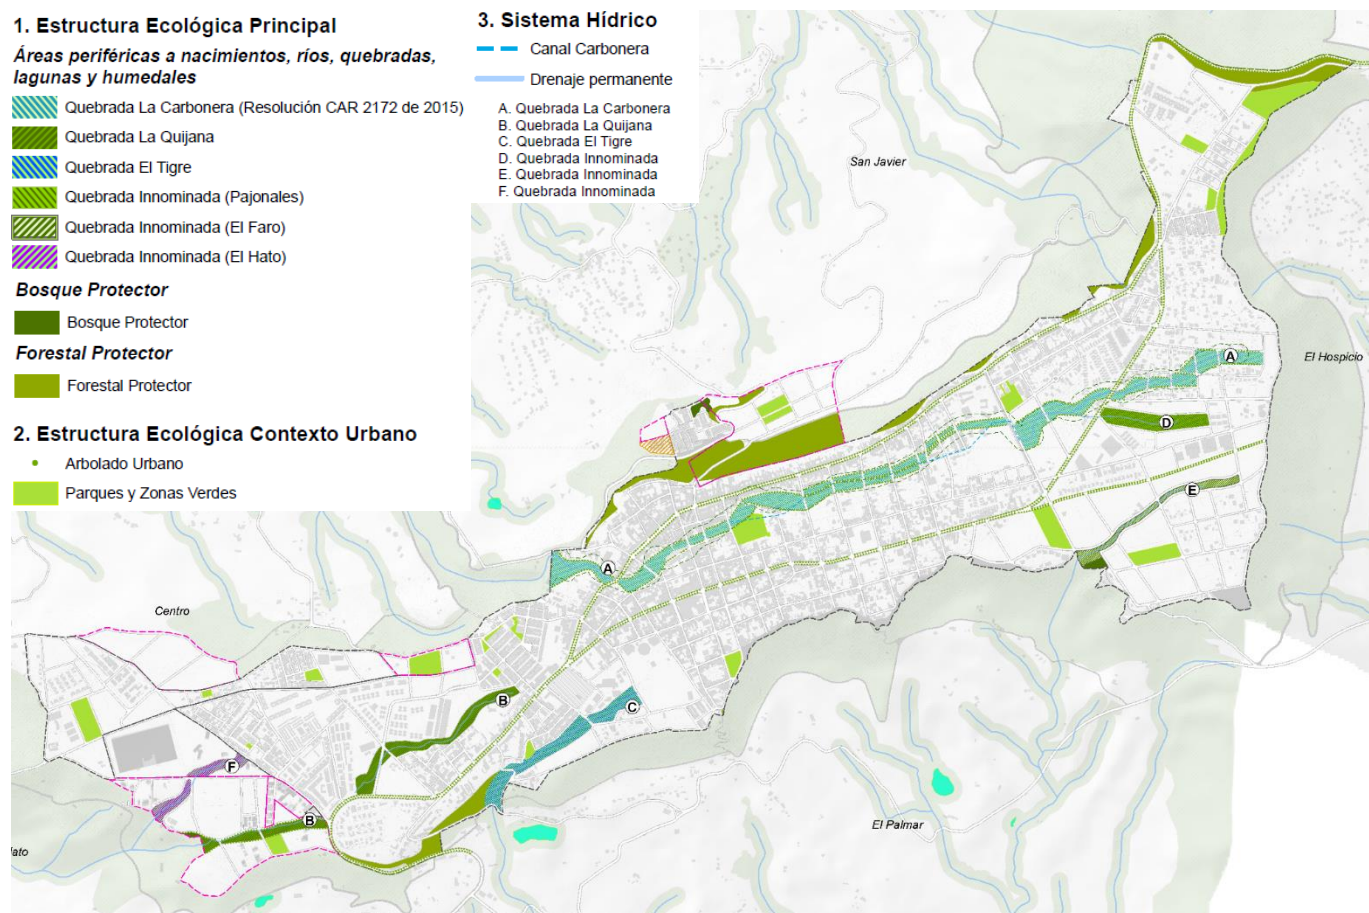 1. Estructura Ecológica Principal
Áreas periféricas a nacimientos, ríos, quebradas,
lagunas y humedales
Quebrada La Carbonera (Resolución CAR 2172 de 2015)
Quebrada La Quijana
Quebrada El Tigre
Quebrada Innominada (Pajonales)
Quebrada Innominada (El Faro)
Quebrada Innominada (El Hato)
Bosque Protector
Bosque Protector
Forestal Protector
Forestal Protector
2. Estructura Ecológica Contexto Urbano
Arbolado Urbano
Parques y Zonas Verdes
3. Sistema Hídrico
Canal Carbonera
Drenaje permanente
A. Quebrada La Carbonera
B. Quebrada La Quijana
C. Quebrada El Tigre
D. Quebrada Innominada
E. Quebrada Innominada
F. Quebrada Innominada
San Javier
El Hospicio
A
D
E
A
Centro
B
C
F
B
El Palmar
lato